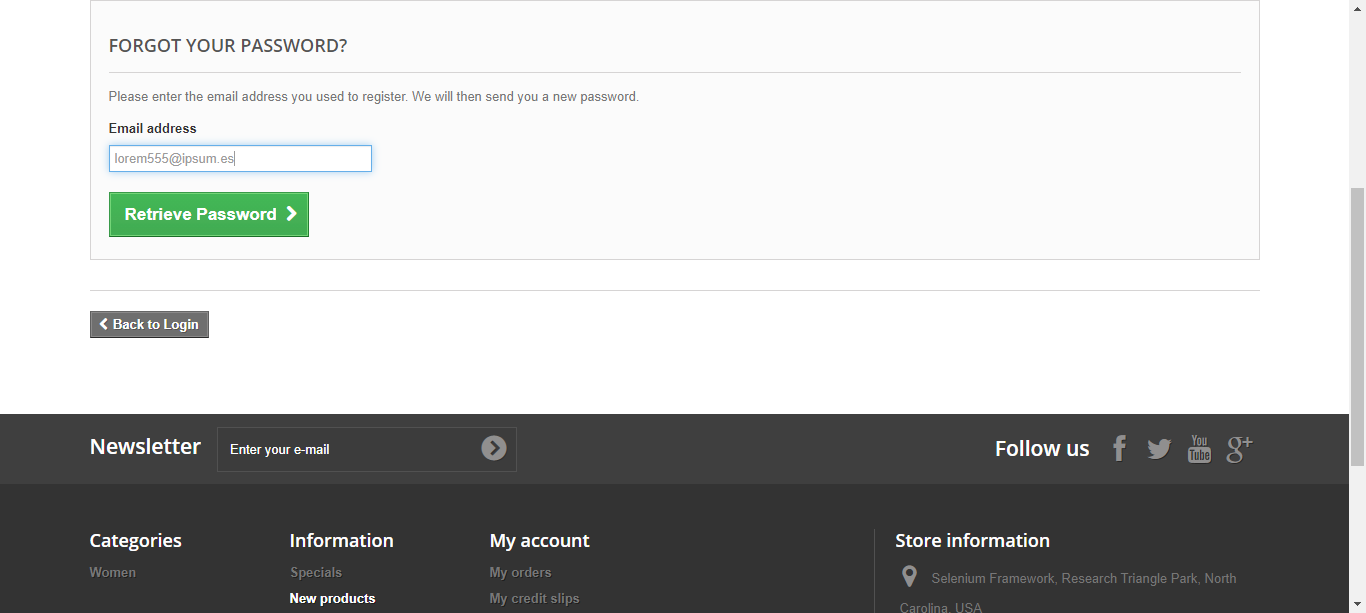 FORGOT YOUR PASSWORD?
Please enter the email address you used to register. We will then send you a new password.
Email address
lorem555@ipsum.es
Retrieve Password
Back to Login
Newsletter
Enter your e-mail
Follow us
You
Tube
g+
Categories
Information
My account
Store information
Women
Specials
My orders
Selenium Framework, Research Triangle Park, North
Carolina, USA
New products
My credit slips